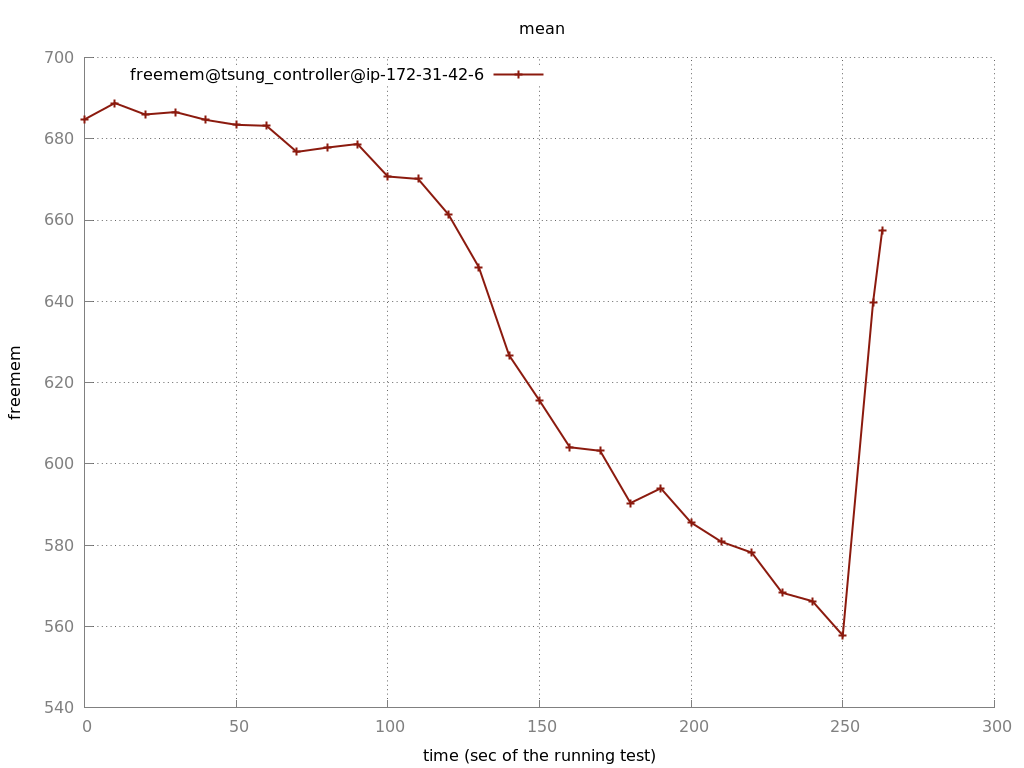 mean
freemem@tsung_controller@ip-172-31-42-6
700
680
660
640
620
600
580
560
540
freemem
0 50 100 150 200 250 300
time (sec of the running test)